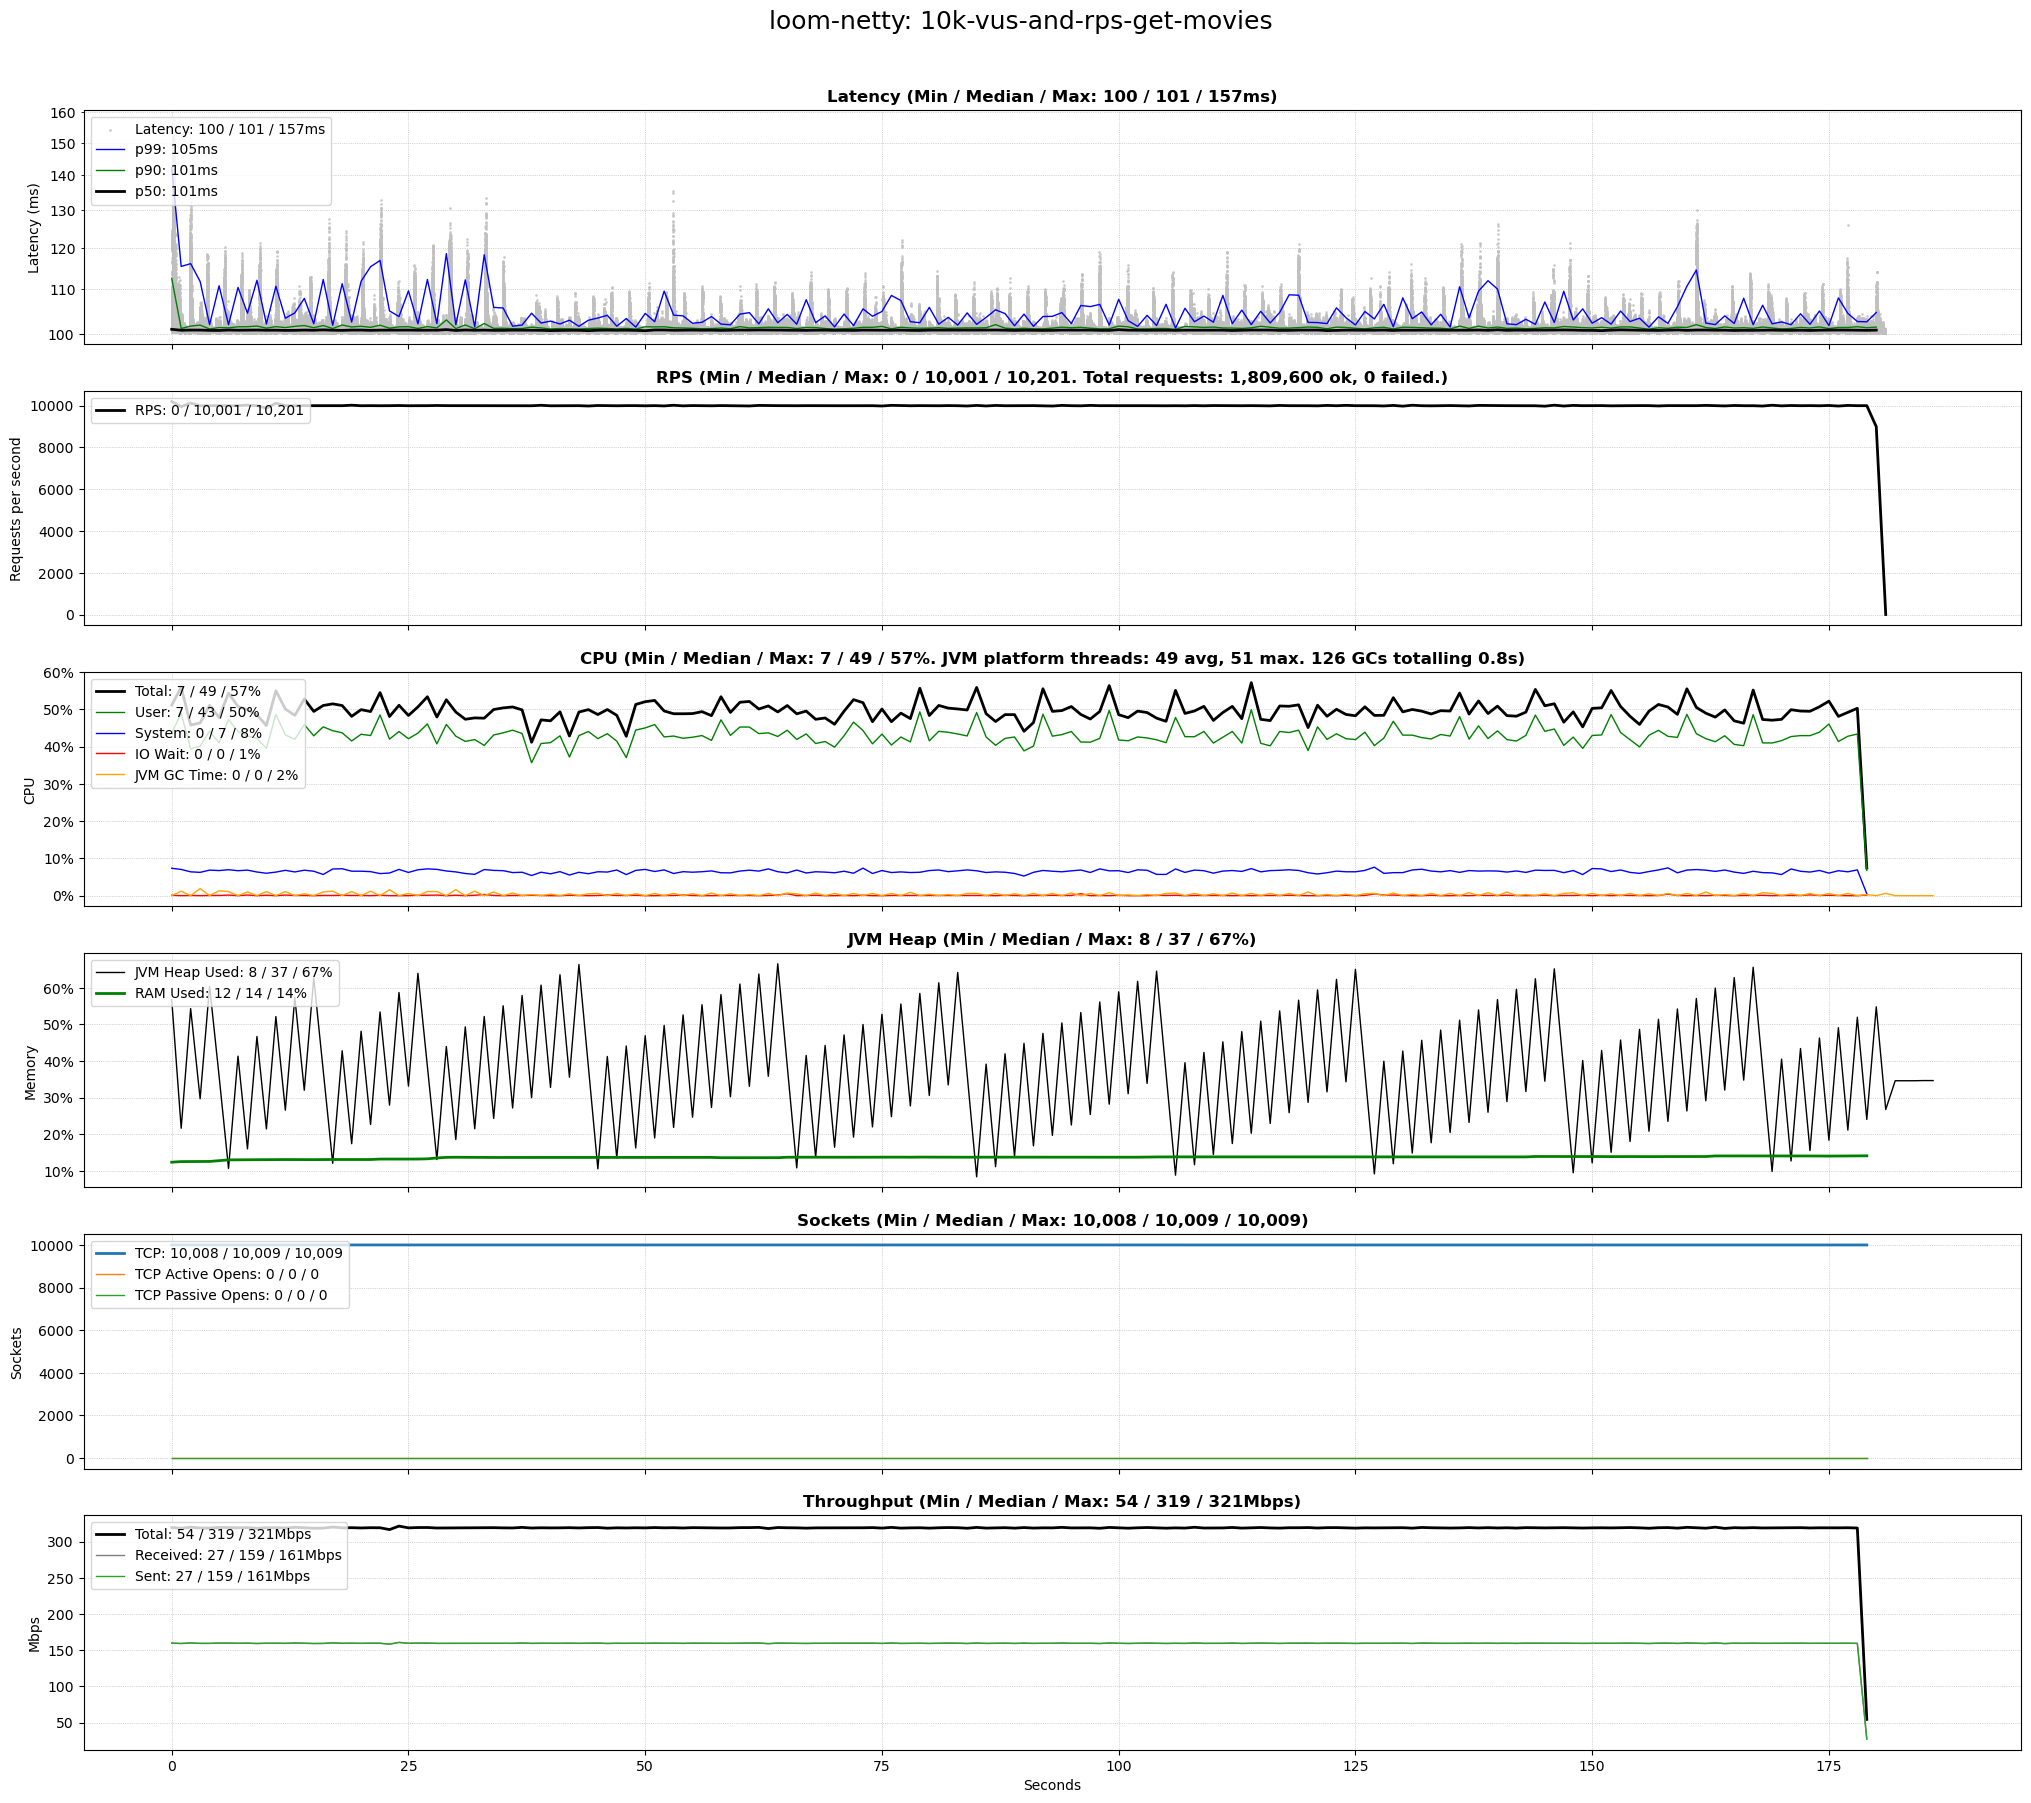 loom-netty: 10k-vus-and-rps-get-movies
Latency (Min / Median / Max: 100 / 101 / 157ms)
Latency (ms)
160
150
140
130
120
110
100
Latency: 100 / 101 / 157ms
p99: 105ms
p90: 101ms
p50: 101ms
RPS (Min / Median / Max: 0 / 10,001 / 10,201. Total requests: 1,809,600 ok, 0 failed.)
Requests per second
10000
8000
6000
4000
2000
0
RPS: 0 / 10,001 / 10,201
CPU (Min / Median / Max: 7 / 49 / 57%. JVM platform threads: 49 avg, 51 max. 126 GCs totalling 0.8s)
CPU
60%
50%
40%
30%
20%
10%
0%
Total: 7 / 49 / 57%
User: 7 / 43 / 50%
System: 0 / 7 / 8%
IO Wait: 0 / 0 / 1%
JVM GC Time: 0 / 0 / 2%
JVM Heap (Min / Median / Max: 8 / 37 / 67%)
Memory
60%
50%
40%
30%
20%
10%
JVM Heap Used: 8 / 37 / 67%
RAM Used: 12 / 14 / 14%
Sockets (Min / Median / Max: 10,008 / 10,009 / 10,009)
Sockets
10000
8000
6000
4000
2000
0
TCP: 10,008 / 10,009 / 10,009
TCP Active Opens: 0 / 0 / 0
TCP Passive Opens: 0 / 0 / 0
Throughput (Min / Median / Max: 54 / 319 / 321Mbps)
Mbps
300
250
200
150
100
50
Total: 54 / 319 / 321Mbps
Received: 27 / 159 / 161Mbps
Sent: 27 / 159 / 161Mbps
0 25 50 75 100 125 150 175
Seconds